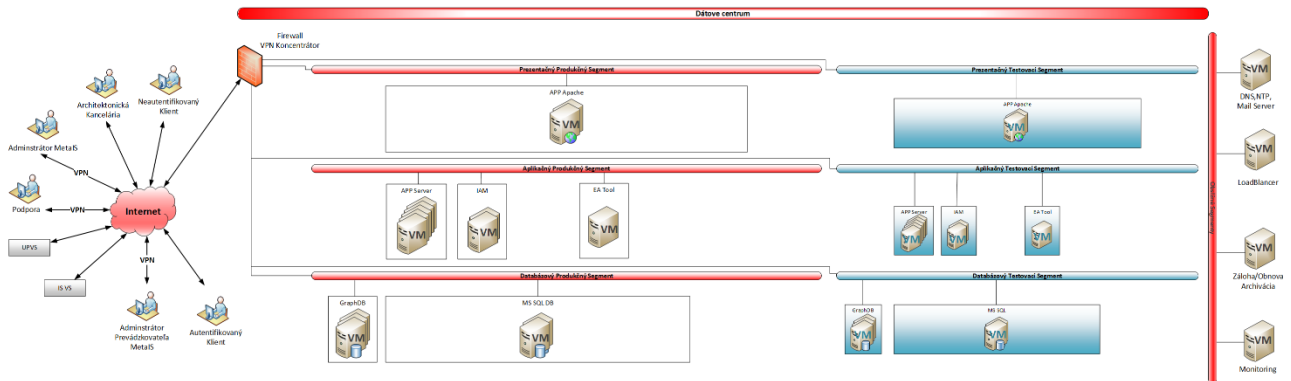 Dátove centrum
Firewall
VPN Koncentrátor
Prezentačný Produkčný Segment
Prezentačný Testovací Segment
APP Apache
APP Apache
Neautentifikovaný
Klient
Architektonická
Kancelária
Adminstrátor MetaIS
VPN
Podpora
VPN
Internet
UPVS
IS VS
VPN
Adminstrátor
Prevádzkovateľa
MetaIS
Autentifikovaný
Klient
Aplikačný Produkčný Segment
Aplikačný Testovací Segment
APP Server
IAM
EA Tool
APP Server
IAM
EA Tool
Databázový Produkčný Segment
Databázový Testovací Segment
GraphDB
MS SQL DB
GraphDB
MS SQL
VM
VM
VM
VM
VM
VM
VM
VM
VM
VM
VM
VM
VM
DNS,NTP,
Mail Server
VM
LoadBlancer
VM
Záloha/Obnova
Archivácia
VM
Monitoring